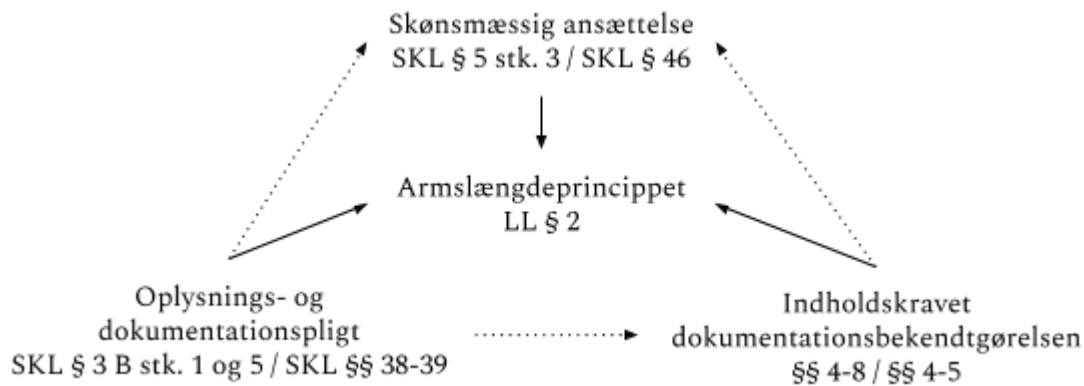 Skønsmæssig ansættelse
SKL § 5 stk. 3 / SKL § 46
Armslængdeprincippet
LL § 2
Oplysnings- og
dokumentationspligt
SKL § 3 B stk. 1 og 5 / SKL §§ 38-39
Indholdskravet
dokumentationsbekendtgørelsen
§§ 4-8 / §§ 4-5